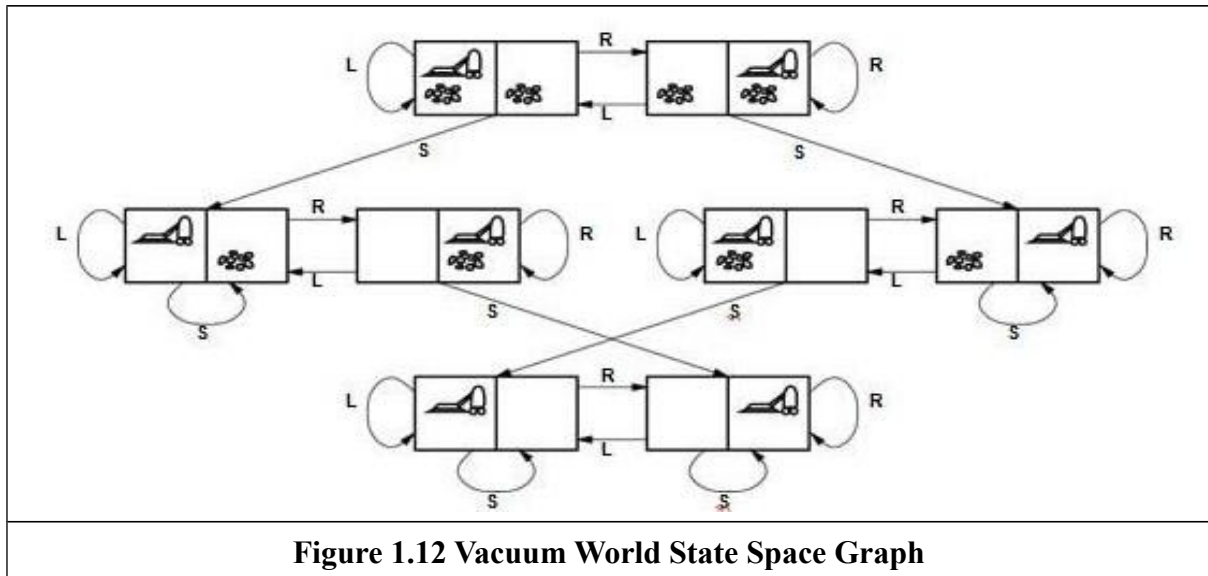 R
L R
L
S S
R R
L R L R
L L
S S
S S
R
L R
L
S S
Figure 1.12 Vacuum World State Space Graph